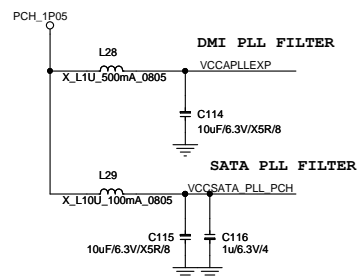 PCH_1P05
L28
DMI PLL FILTER
VCCAPLLEXP
X_L1U_500mA_0805
C114
10uF/6.3V/X5R/8
L29
SATA PLL FILTER
VCCSATA_PLL_PCH
X_L10U_100mA_0805
C115
10uF/6.3V/X5R/8
C116
1u/6.3V/4